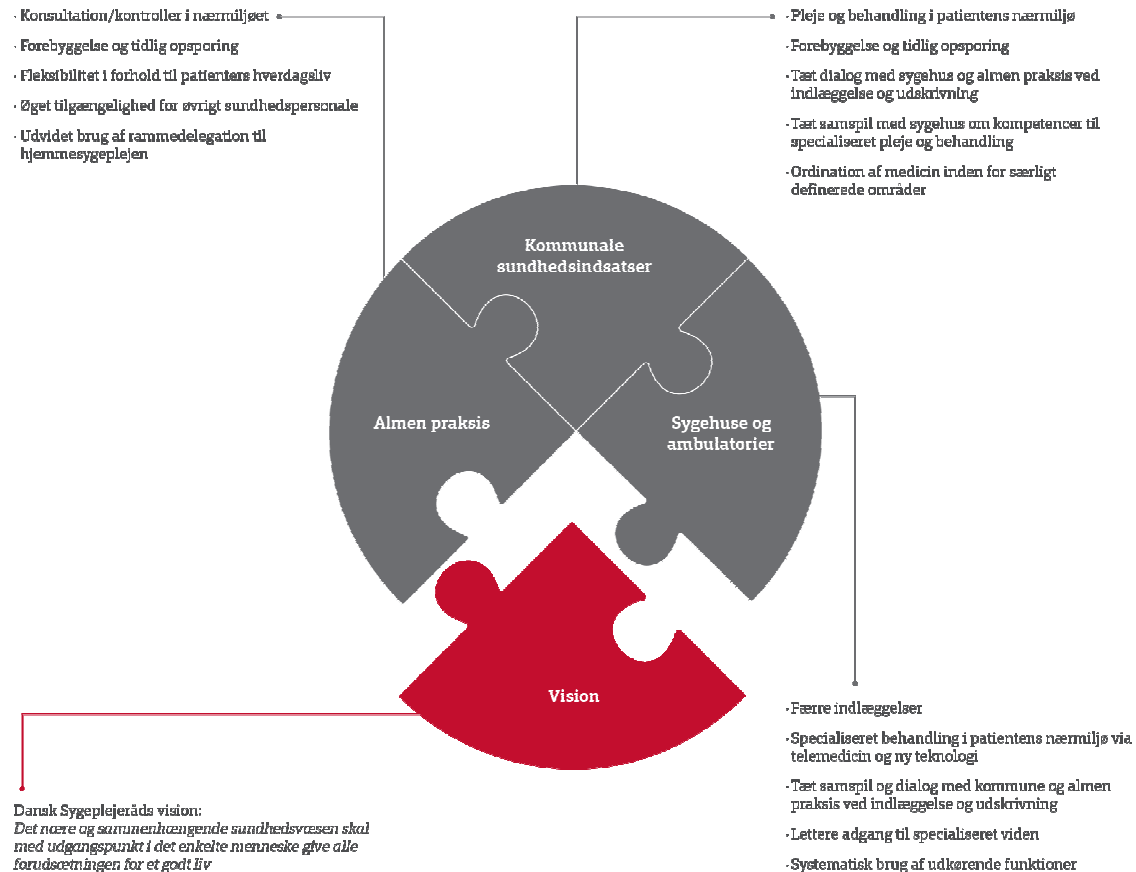 · Konsultation/kontroller i nærmiljøet
· Forebyggelse og tidlig opsporing
· Fleksibilitet i forhold til patienters hverdagsliv
· Øget tilgængelighed for øvrigt sundhedspersonale
· Udvidet brug af rammedelegation til
hjemmesygeplejen
· Pleje og behandling i patientens nærmiljø
· Forebyggelse og tidlig opsporing
· Tæt dialog med sygehus og almen praksis ved
indlæggelse og udskrivning
· Tæt samspil med sygehus om kompetencer til
specialiseret pleje og behandling
· Ordination af medicin inden for særligt
definerede områder
Kommunale
sundhedsindsatser
Almen praksis
Sygehuse og
ambulatorier
Vision
Dansk Sygeplejeråds vision:
Det nære og sammenhængende sundhedsvæsen skal
med udgangspunkt i det enkelte menneske give alle
forudsætningen for et godt liv
· Færre indlæggelser
· Specialiseret behandling i patientens nærmiljø via
telemedicin og ny teknologi
· Tæt samspil og dialog med kommune og almen
praksis ved indlæggelse og udskrivning
· Lettere adgang til specialiseret viden
· Systematisk brug af udkørende funktioner